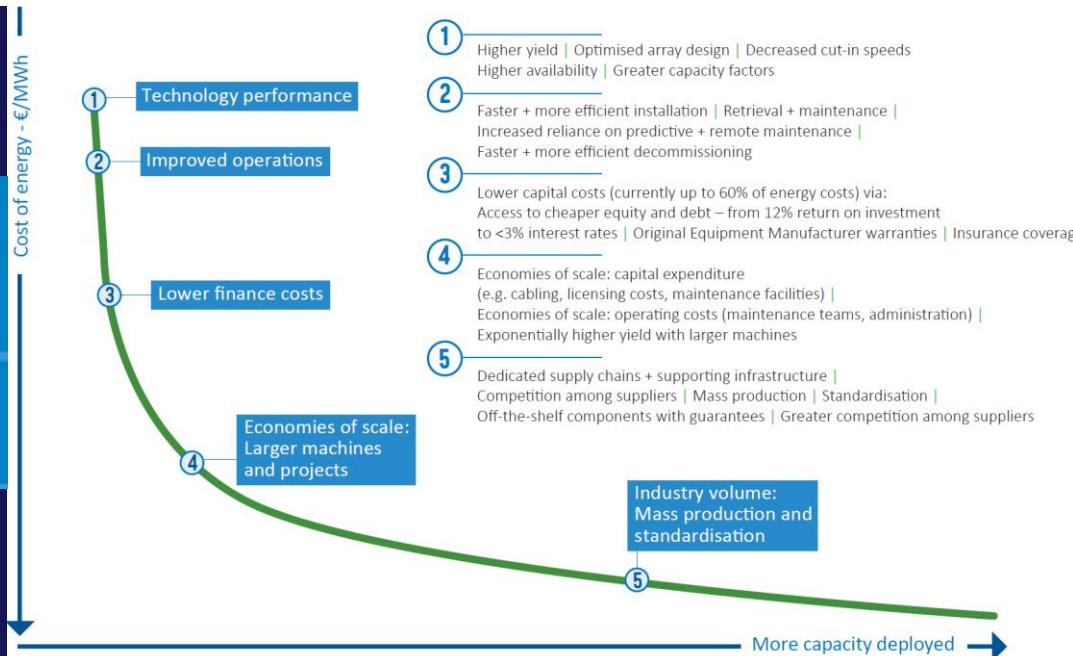 Cost of energy - €/MWh
1 Technology performance
2 Improved operations
3 Lower finance costs
4
Economies of scale:
Larger machines
and projects
Industry volume:
Mass production and
standardisation
5
More capacity deployed
1
Higher yield | Optimised array design | Decreased cut-in speeds
Higher availability | Greater capacity factors
2
Faster + more efficient installation | Retrieval + maintenance |
Increased reliance on predictive + remote maintenance |
Faster + more efficient decommissioning
3
Lower capital costs (currently up to 60% of energy costs) via:
Access to cheaper equity and debt – from 12% return on investment
to <3% interest rates | Original Equipment Manufacturer warranties | Insurance coverag
4
Economies of scale: capital expenditure
(e.g. cabling, licensing costs, maintenance facilities) |
Economies of scale: operating costs (maintenance teams, administration) |
Exponentially higher yield with larger machines
5
Dedicated supply chains + supporting infrastructure |
Competition among suppliers | Mass production | Standardisation |
Off-the-shelf components with guarantees | Greater competition among suppliers